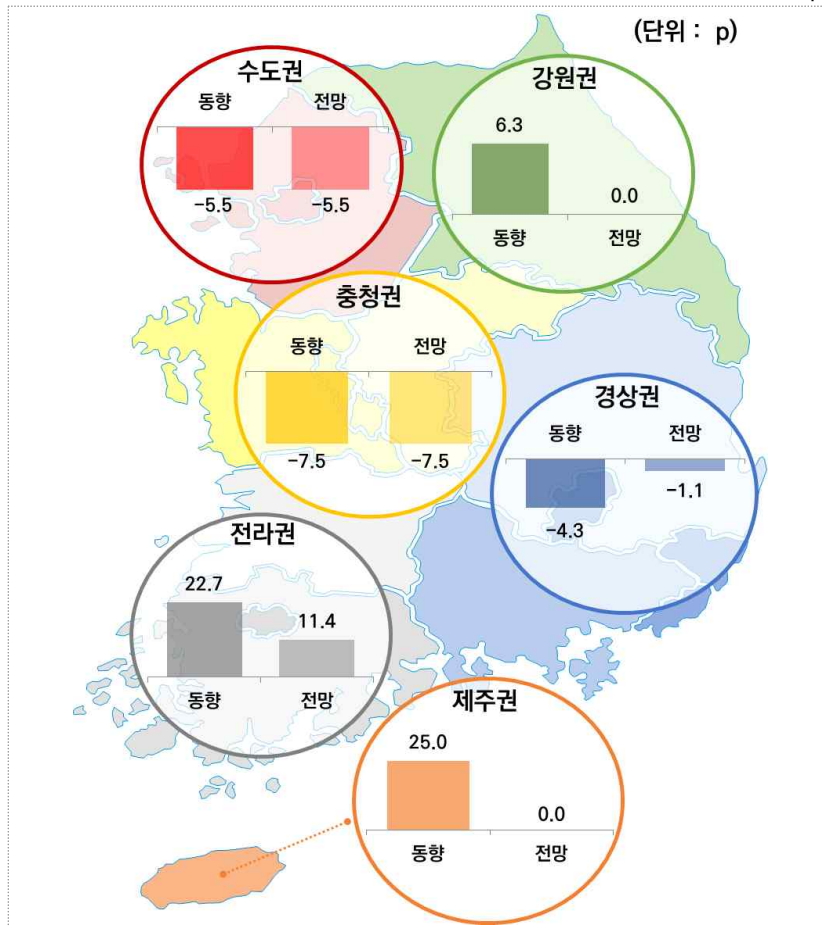 (단위 : p)
수도권
동향 전망
-5.5 -5.5
강원권
6.3
0.0
동향 전망
충청권
동향 전망
-7.5 -7.5
경상권
동향 전망
-1.1
-4.3
전라권
22.7
11.4
동향 전망
제주권
25.0
0.0
동향 전망